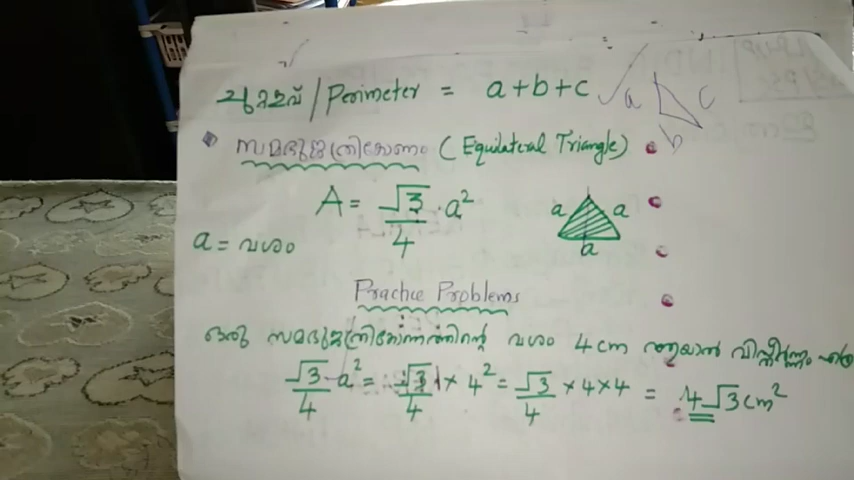 ചുറ്റളവ് / Perimeter = a+b+c
a c
b
സമഭുജത്രികോണം (Equilateral Triangle)
A = √3/4 · a²
a a
a
a = വശം
Practice Problems
ഒരു സമഭുജത്രികോണത്തിന്റെ വശം 4 cm ആയാൽ വിസ്തീർണ്ണം
√3/4 a² = √3/4 × 4² = √3/4 × 4 × 4 = 4√3 cm²